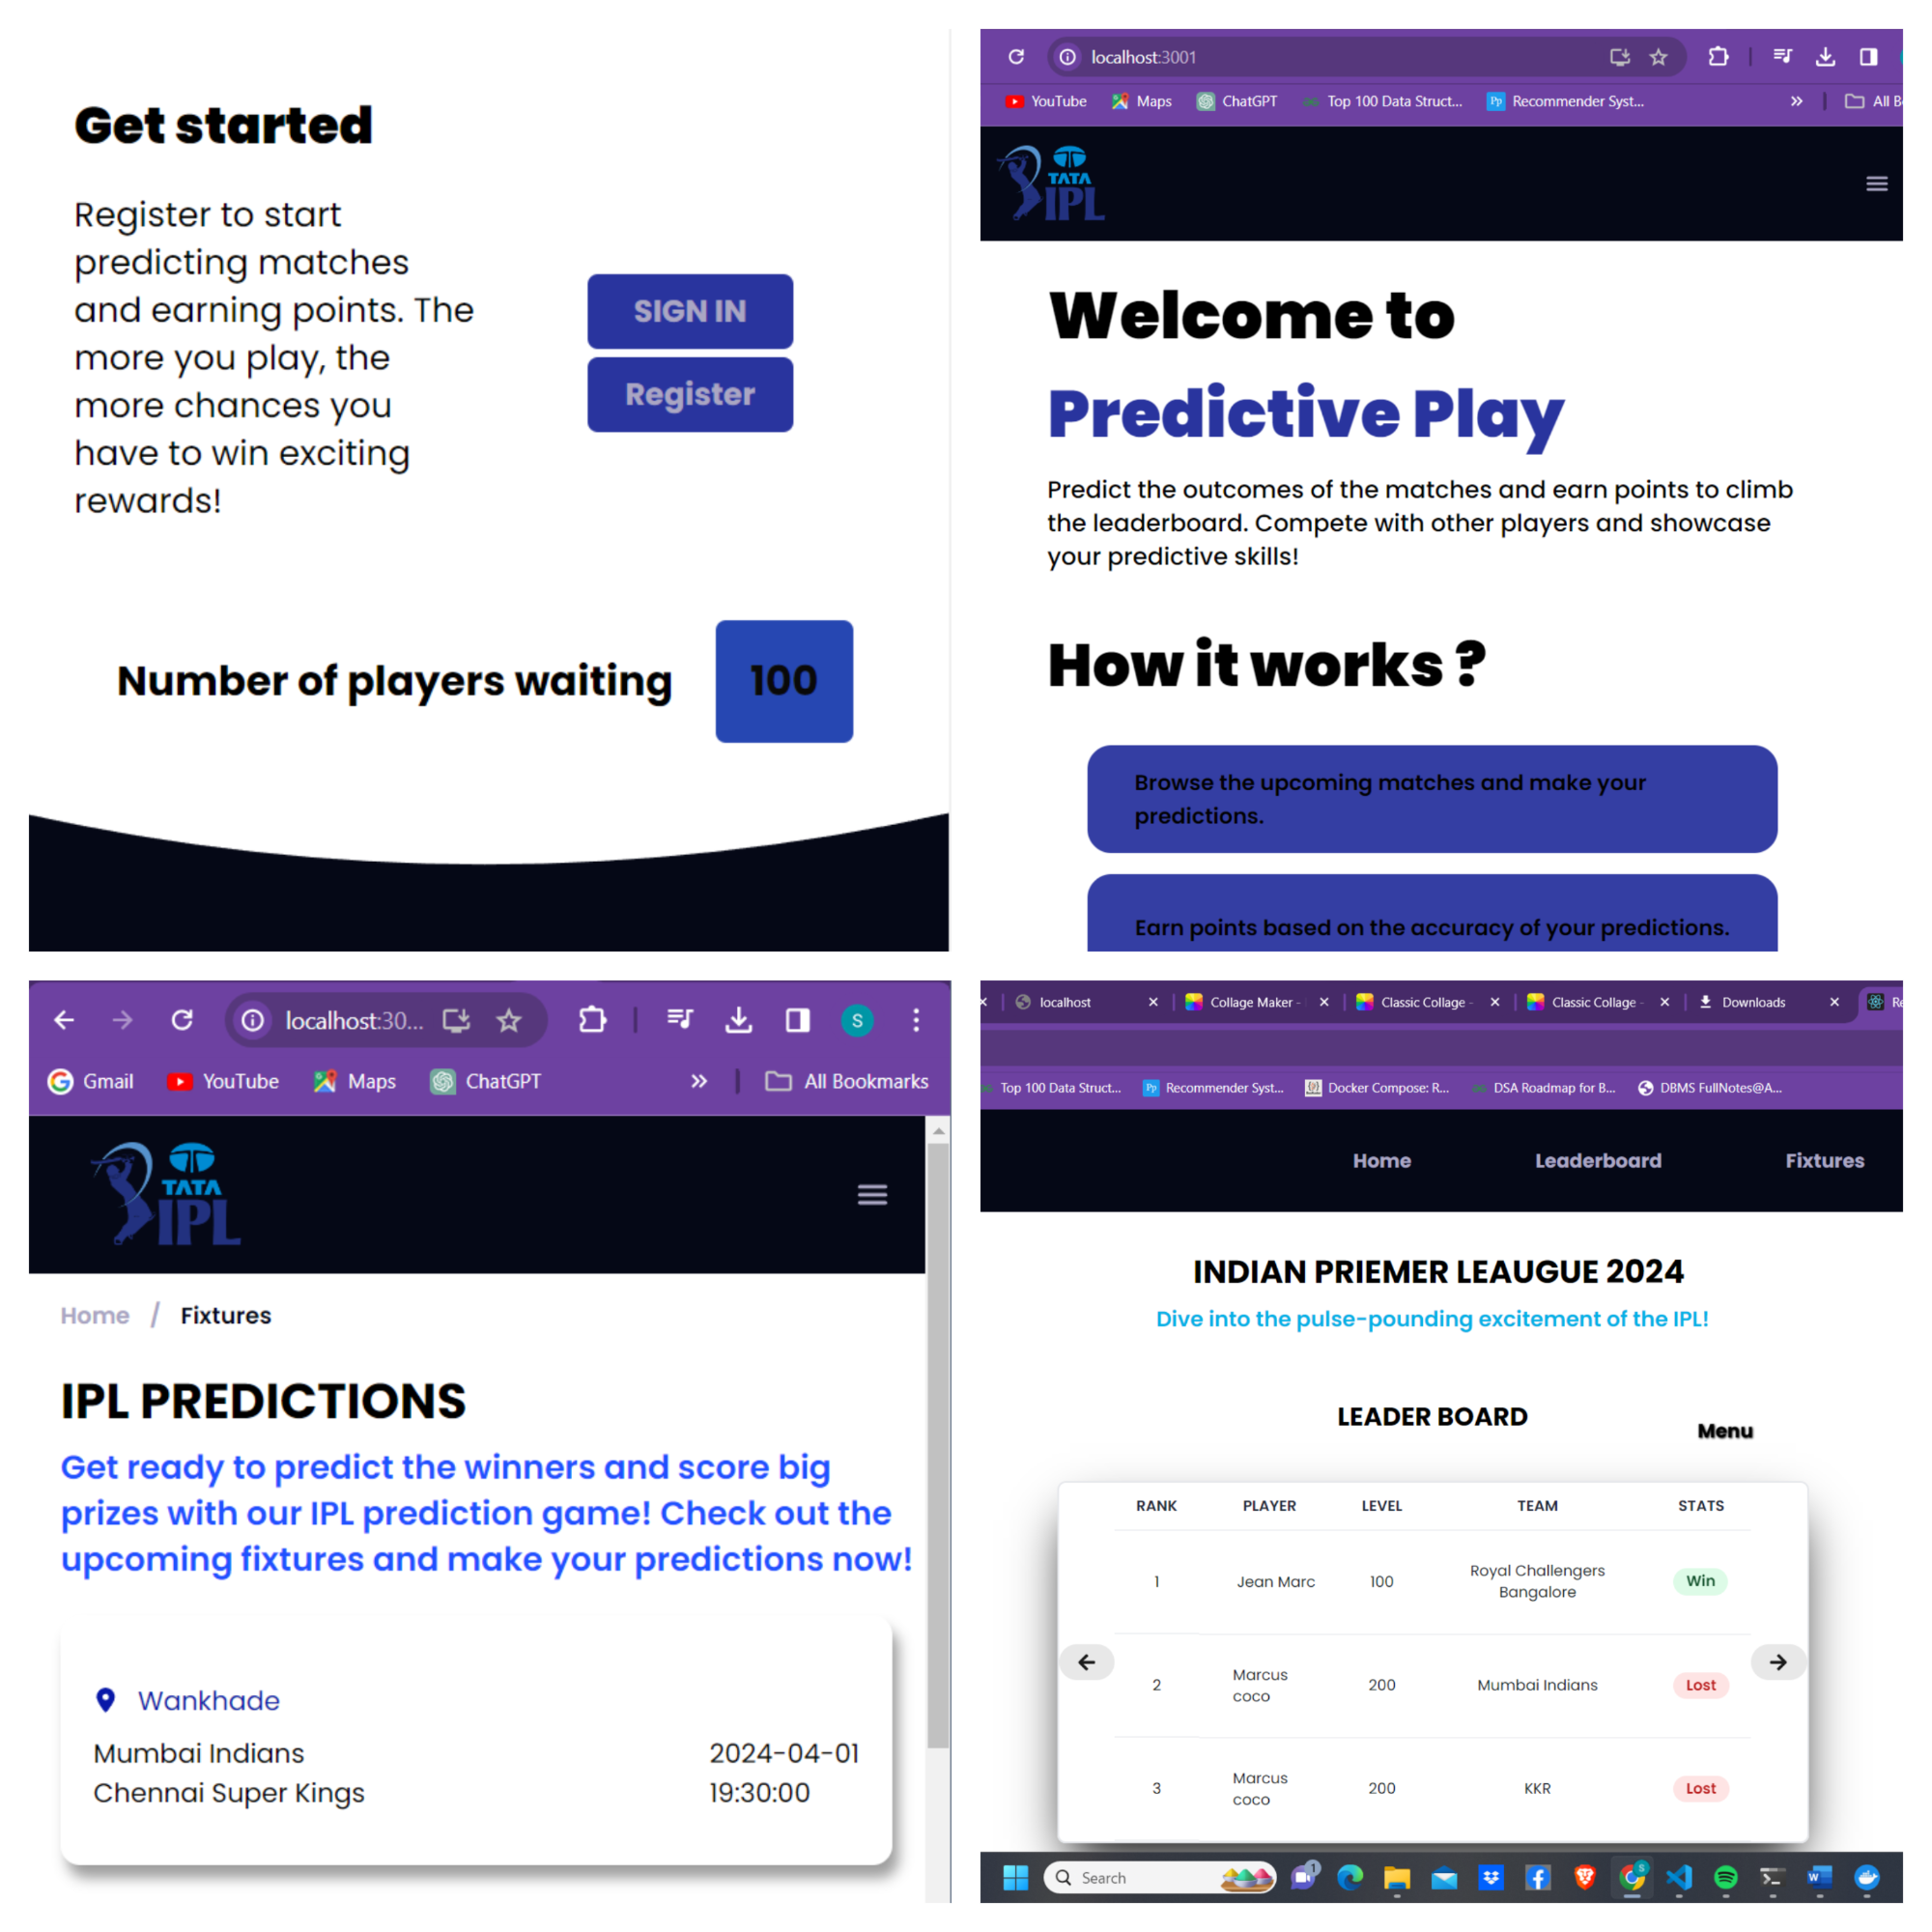 Get started
Register to start
predicting matches
and earning points. The
more you play, the
more chances you
have to win exciting
rewards!
SIGN IN
Register
Number of players waiting
100
localhost:3001
YouTube Maps ChatGPT Top 100 Data Struct... Recommender Syst... » All B
TATA
IPL
Welcome to
Predictive Play
Predict the outcomes of the matches and earn points to climb
the leaderboard. Compete with other players and showcase
your predictive skills!
How it works ?
Browse the upcoming matches and make your
predictions.
Earn points based on the accuracy of your predictions.
localhost:30... S
Gmail YouTube Maps ChatGPT » All Bookmarks
TATA
IPL
Home / Fixtures
IPL PREDICTIONS
Get ready to predict the winners and score big
prizes with our IPL prediction game! Check out the
upcoming fixtures and make your predictions now!
Wankhade
Mumbai Indians 2024-04-01
Chennai Super Kings 19:30:00
localhost Collage Maker - Classic Collage - Classic Collage - Downloads Re
Top 100 Data Struct... Pp Recommender Syst... Docker Compose: R... DSA Roadmap for B... DBMS FullNotes@A...
Home Leaderboard Fixtures
INDIAN PRIEMER LEAUGUE 2024
Dive into the pulse-pounding excitement of the IPL!
LEADER BOARD
Menu
RANK PLAYER LEVEL TEAM STATS
1 Jean Marc 100 Royal Challengers Bangalore Win
2 Marcus coco 200 Mumbai Indians Lost
3 Marcus coco 200 KKR Lost
Search